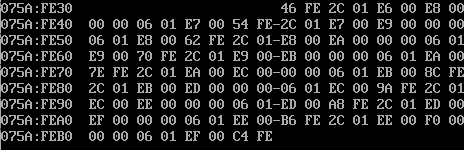 075A:FE30 46 FE 2C 01 E6 00 E8 00
075A:FE40 00 00 06 01 E7 00 54 FE-2C 01 E7 00 E9 00 00 00
075A:FE50 06 01 E8 00 62 FE 2C 01-E8 00 EA 00 00 00 06 01
075A:FE60 E9 00 70 FE 2C 01 E9 00-EB 00 00 00 06 01 EA 00
075A:FE70 7E FE 2C 01 EA 00 EC 00-00 00 06 01 EB 00 8C FE
075A:FE80 2C 01 EB 00 ED 00 00 00-06 01 EC 00 9A FE 2C 01
075A:FE90 EC 00 EE 00 00 00 06 01-ED 00 A8 FE 2C 01 ED 00
075A:FEA0 EF 00 00 00 06 01 EE 00-B6 FE 2C 01 EE 00 F0 00
075A:FEB0 00 00 06 01 EF 00 C4 FE